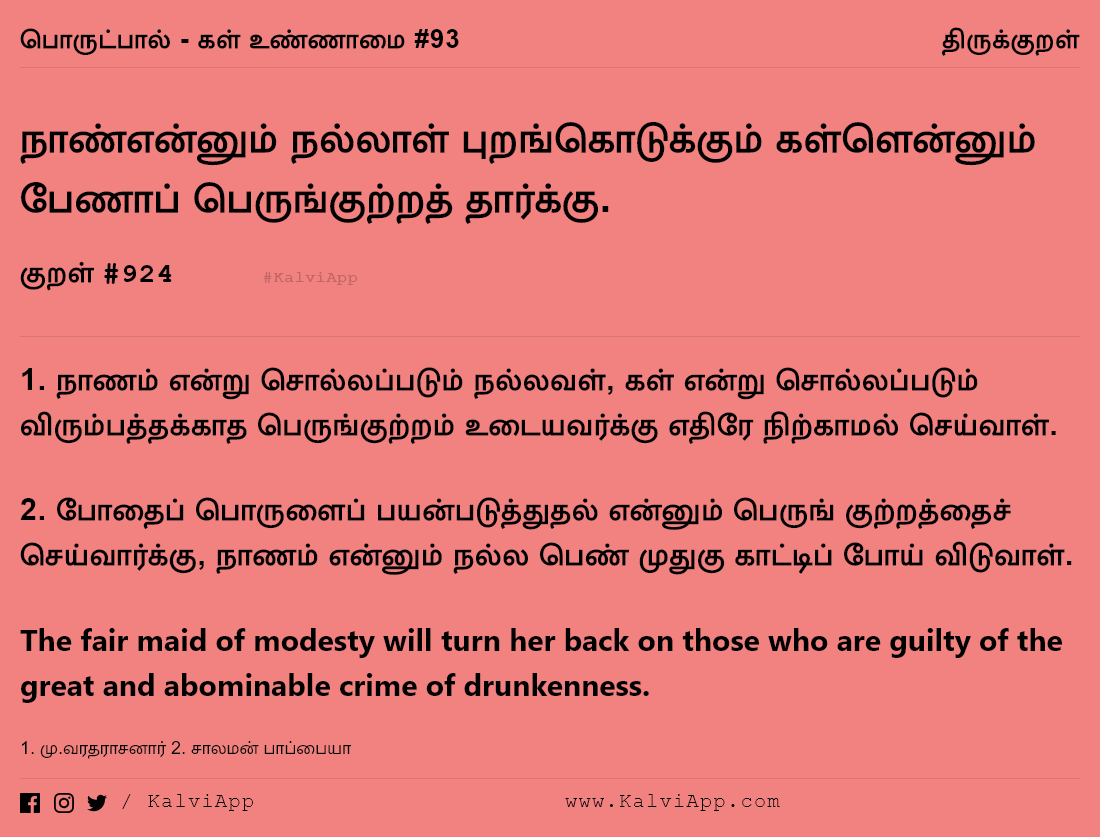 பொருட்பால் - கள் உண்ணாமை #93 திருக்குறள்
நாண்என்னும் நல்லாள் புறங்கொடுக்கும் கள்ளென்னும்
பேணாப் பெருங்குற்றத் தார்க்கு.
குறள் #924 #KalviApp
1. நாணம் என்று சொல்லப்படும் நல்லவள், கள் என்று சொல்லப்படும்
விரும்பத்தக்காத பெருங்குற்றம் உடையவர்க்கு எதிரே நிற்காமல் செய்வாள்.
2. போதைப் பொருளைப் பயன்படுத்துதல் என்னும் பெருங் குற்றத்தைச்
செய்வார்க்கு, நாணம் என்னும் நல்ல பெண் முதுகு காட்டிப் போய் விடுவாள்.
The fair maid of modesty will turn her back on those who are guilty of the
great and abominable crime of drunkenness.
1. மு.வரதராசனார் 2. சாலமன் பாப்பையா
/ KalviApp www.KalviApp.com